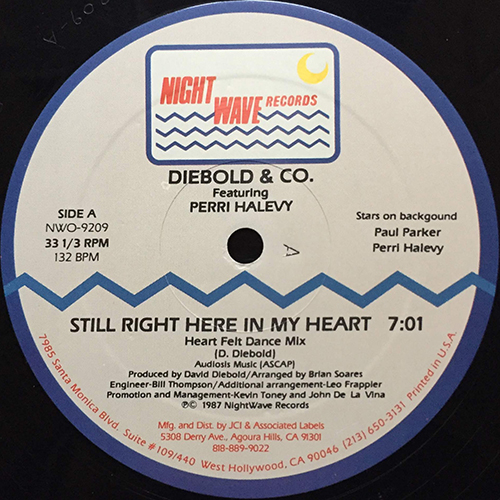 NIGHT
WAVE RECORDS
DIEBOLD & CO.
Featuring
PERRI HALEVY
SIDE A
NWO-9209
33 1/3 RPM
132 BPM
A
Stars on backgound
Paul Parker
Perri Halevy
STILL RIGHT HERE IN MY HEART 7:01
Heart Felt Dance Mix
(D. Diebold)
Audiosis Music (ASCAP)
Produced by David Diebold/Arranged by Brian Soares
Engineer-Bill Thompson/Additional arrangement-Leo Frappier
Promotion and Management-Kevin Toney and John De La Vina
℗© 1987 NightWave Records
Mfg. and Dist. by JCI & Associated Labels
5308 Derry Ave., Agoura Hills, CA 91301
818-889-9022
7985 Santa Monica Blvd. Suite #109/440 West Hollywood, CA 90046 (213) 650-3131 Printed in U.S.A.